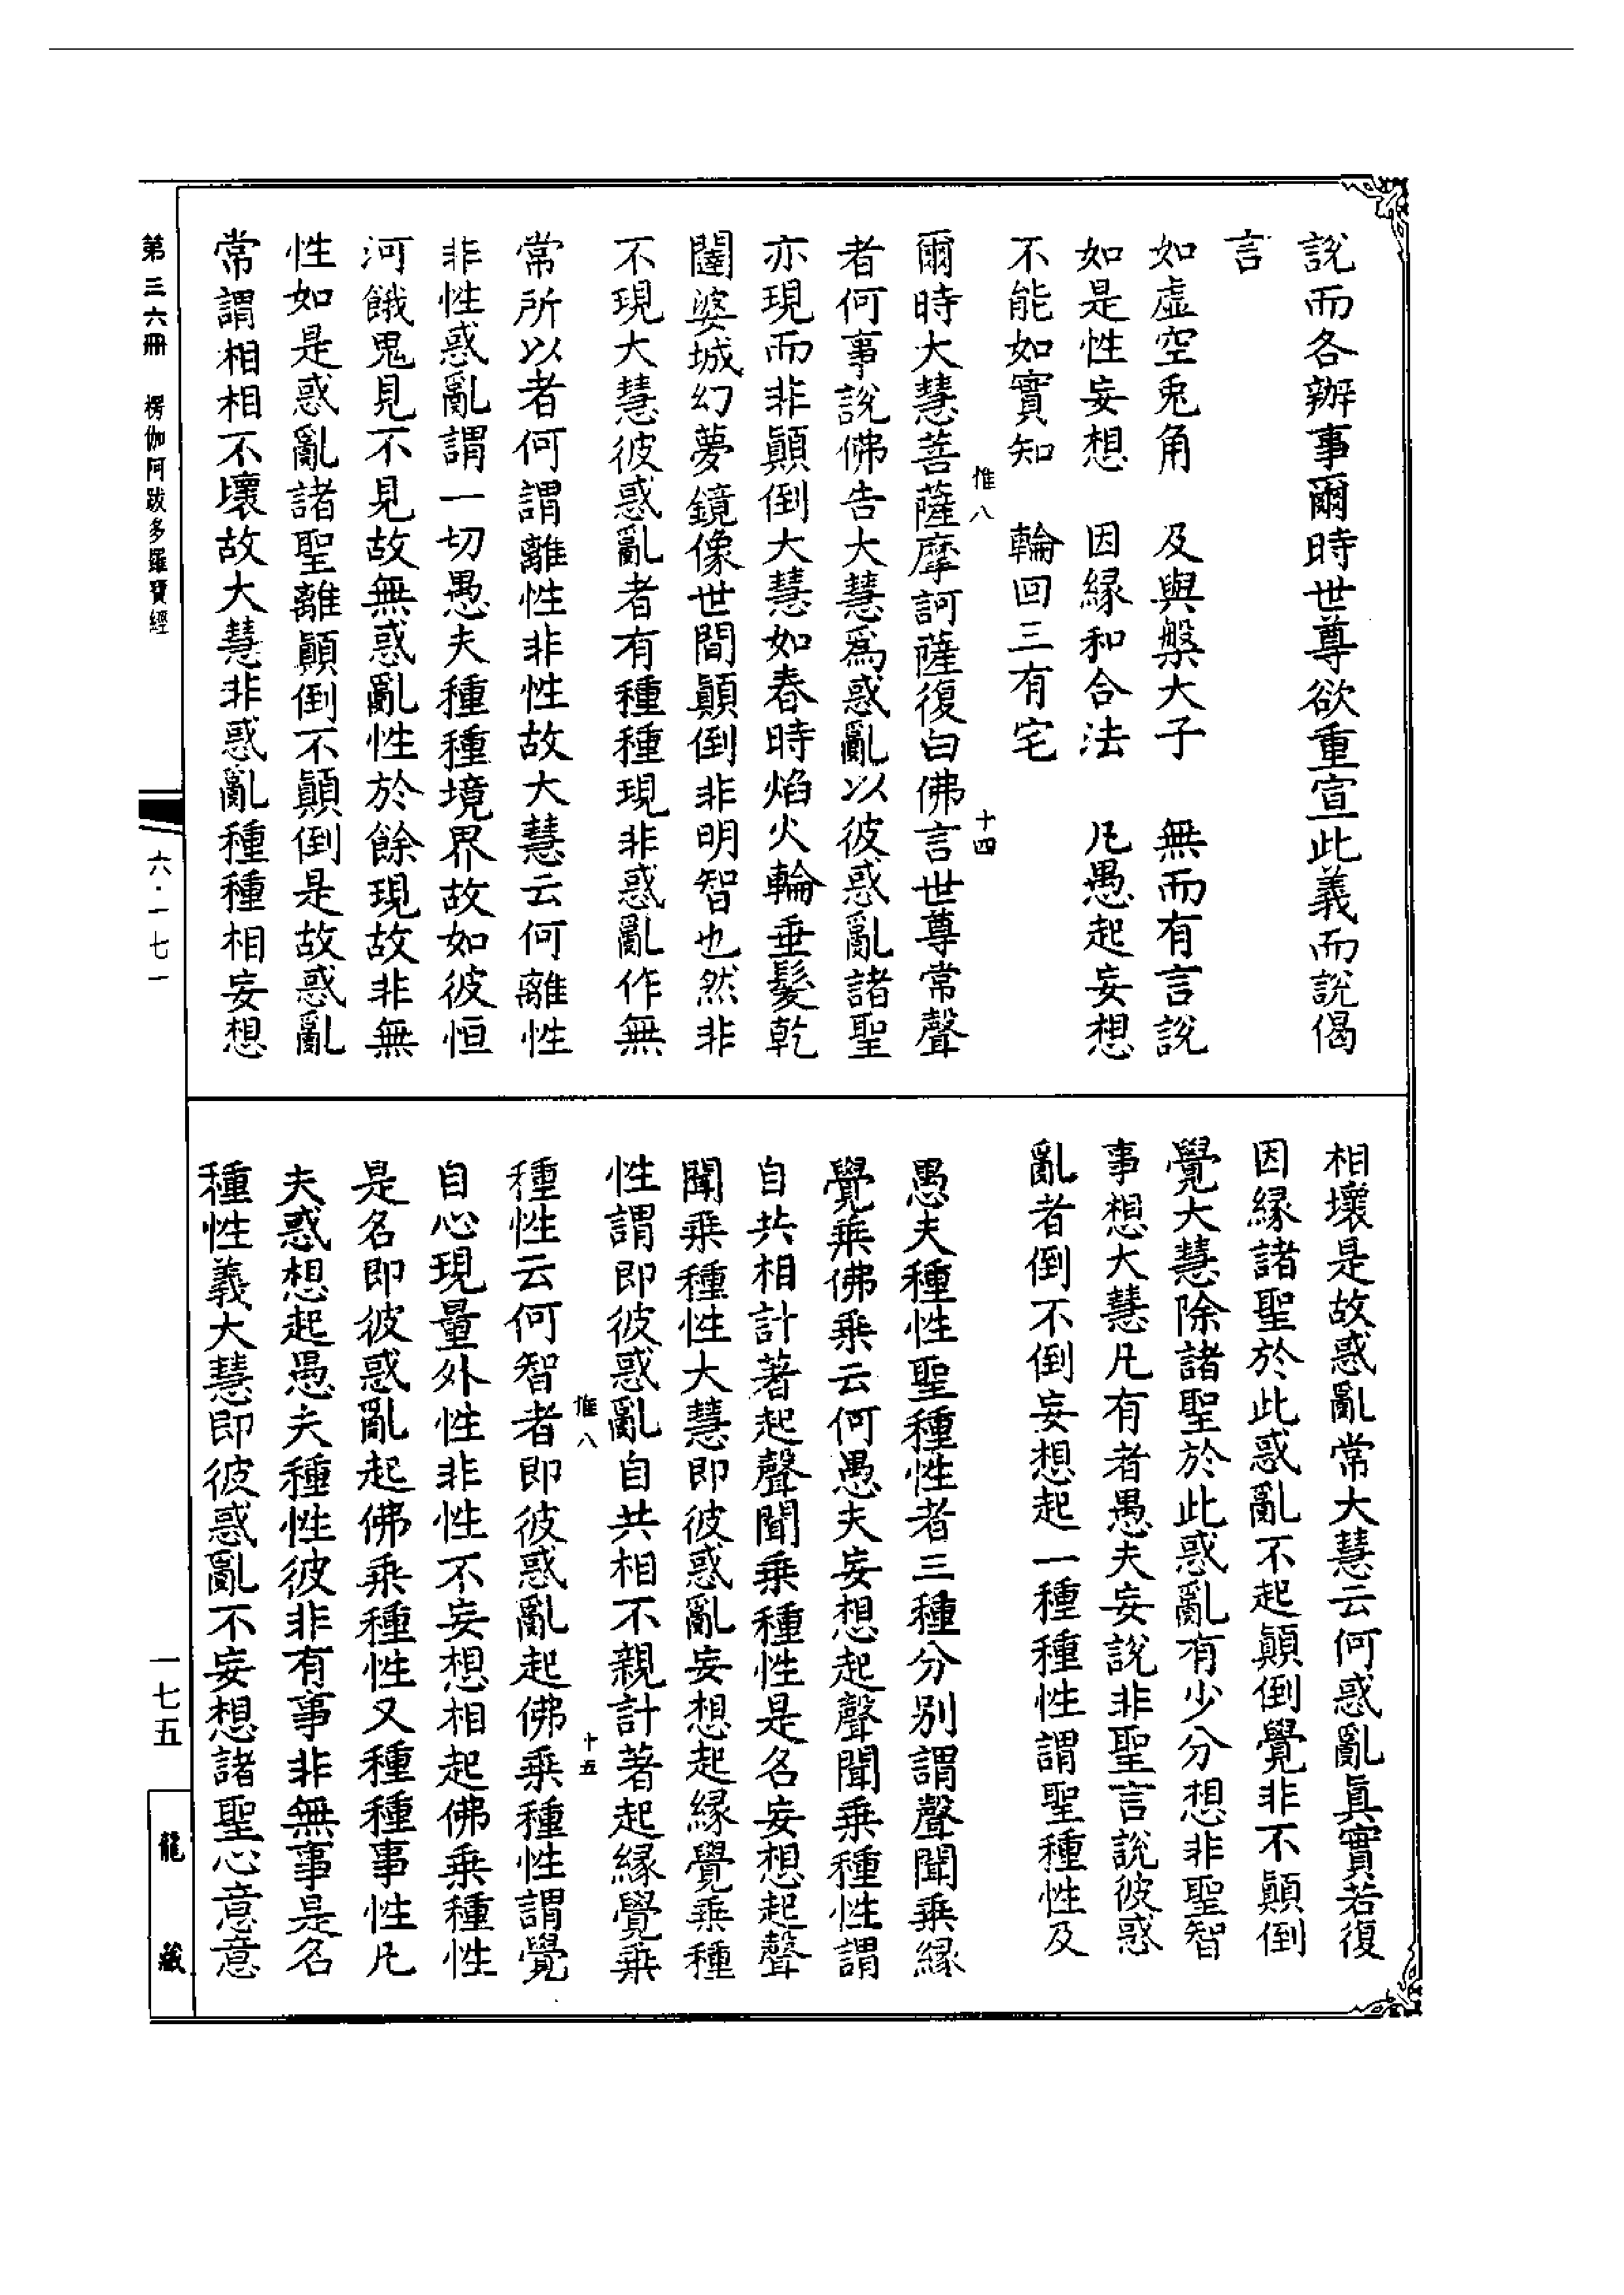 說而各辦事爾時世尊欲重宣此義而說偈
言
如虛空兎角　及與槃大子　無而有言說
如是性妄想　因緣和合法　凡愚起妄想
不能如實知　輪回三有宅
惟八　十四
爾時大慧菩薩摩訶薩復白佛言世尊常聲
者何事說佛告大慧爲惑亂以彼惑亂諸聖
亦現而非顚倒大慧如春時焰火輪垂髮乾
闥婆城幻夢鏡像世間顚倒非明智也然非
不現大慧彼惑亂者有種種現非惑亂作無
常所以者何謂離性非性故大慧云何離性
非性惑亂謂一切愚夫種種境界故如彼恒
河餓鬼見不見故無惑亂性於餘現故非無
性如是惑亂諸聖離顚倒不顚倒是故惑亂
常謂相相不壞故大慧非惑亂種種相妄想
相壞是故惑亂常大慧云何惑亂眞實若復
因緣諸聖於此惑亂不起顚倒覺非不顚倒
覺大慧除諸聖於此惑亂有少分想非聖智
事想大慧凡有者愚夫妄說非聖言說彼惑
亂者倒不倒妄想起一種種性謂聖種性及
愚夫種性聖種性者三種分別謂聲聞乘緣
覺乘佛乘云何愚夫妄想起聲聞乘種性謂
自共相計著起聲聞乘種性是名妄想起聲
聞乘種性大慧即彼惑亂妄想起緣覺乘種
性謂即彼惑亂自共相不親計著起緣覺乘
惟八　十五
種性云何智者即彼惑亂起佛乘種性謂覺
自心現量外性非性不妄想相起佛乘種性
是名即彼惑亂起佛乘種性又種種事性凡
夫惑想起愚夫種性彼非有事非無事是名
種性義大慧即彼惑亂不妄想諸聖心意意
第三六冊　楞伽阿跋多羅寶經
六・一七一
一七五
龍藏